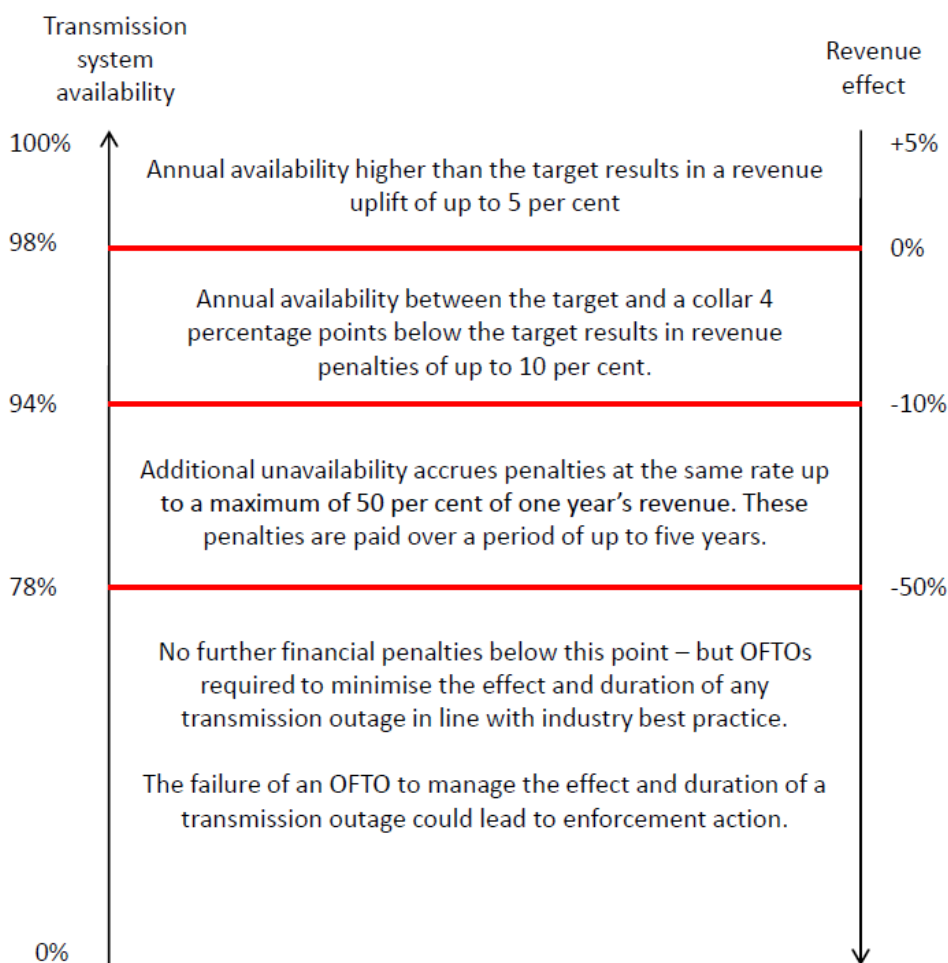 Transmission
system
availability
Revenue
effect
100%
+5%
Annual availability higher than the target results in a revenue
uplift of up to 5 per cent
98%
0%
Annual availability between the target and a collar 4
percentage points below the target results in revenue
penalties of up to 10 per cent.
94%
-10%
Additional unavailability accrues penalties at the same rate up
to a maximum of 50 per cent of one year’s revenue. These
penalties are paid over a period of up to five years.
78%
-50%
No further financial penalties below this point – but OFTOs
required to minimise the effect and duration of any
transmission outage in line with industry best practice.
The failure of an OFTO to manage the effect and duration of a
transmission outage could lead to enforcement action.
0%